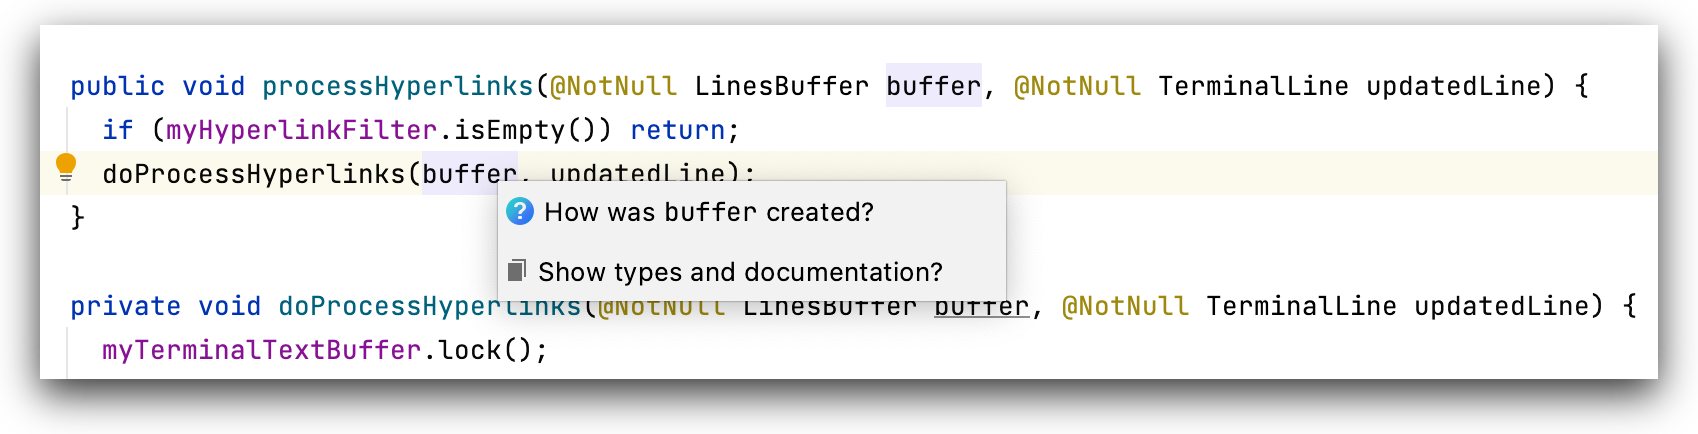 public void processHyperlinks(@NotNull LinesBuffer buffer, @NotNull TerminalLine updatedLine) {
if (myHyperlinkFilter.isEmpty()) return;
doProcessHyperlinks(buffer, updatedLine);
How was buffer created?
}
Show types and documentation?
private void doProcessHyperlinks(@NotNull LinesBuffer buffer, @NotNull TerminalLine updatedLine) {
myTerminalTextBuffer.lock();